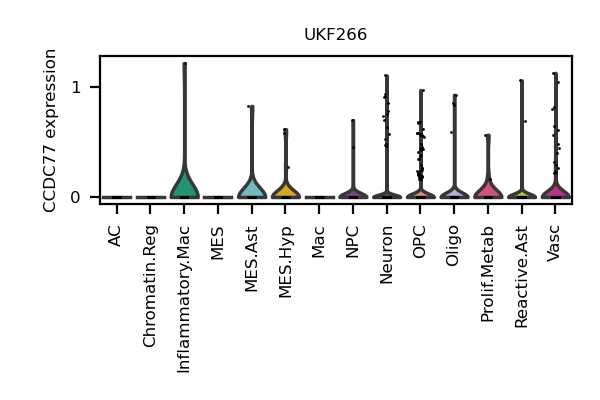 UKF266
CCDC77 expression
1
0
AC
Chromatin.Reg
Inflammatory.Mac
MES
MES.Ast
MES.Hyp
Mac
NPC
Neuron
OPC
Oligo
Prolif.Metab
Reactive.Ast
Vasc